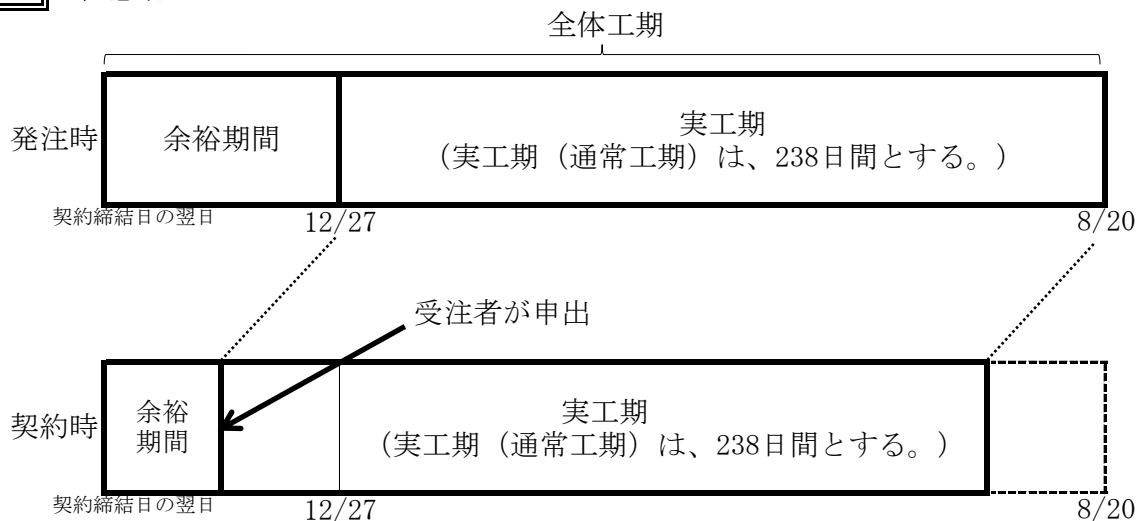 全体工期
発注時
余裕期間
実工期
（実工期（通常工期）は、238日間とする。）
契約締結日の翌日
12/27
8/20
受注者が申出
契約時
余裕
期間
実工期
（実工期（通常工期）は、238日間とする。）
契約締結日の翌日
12/27
8/20